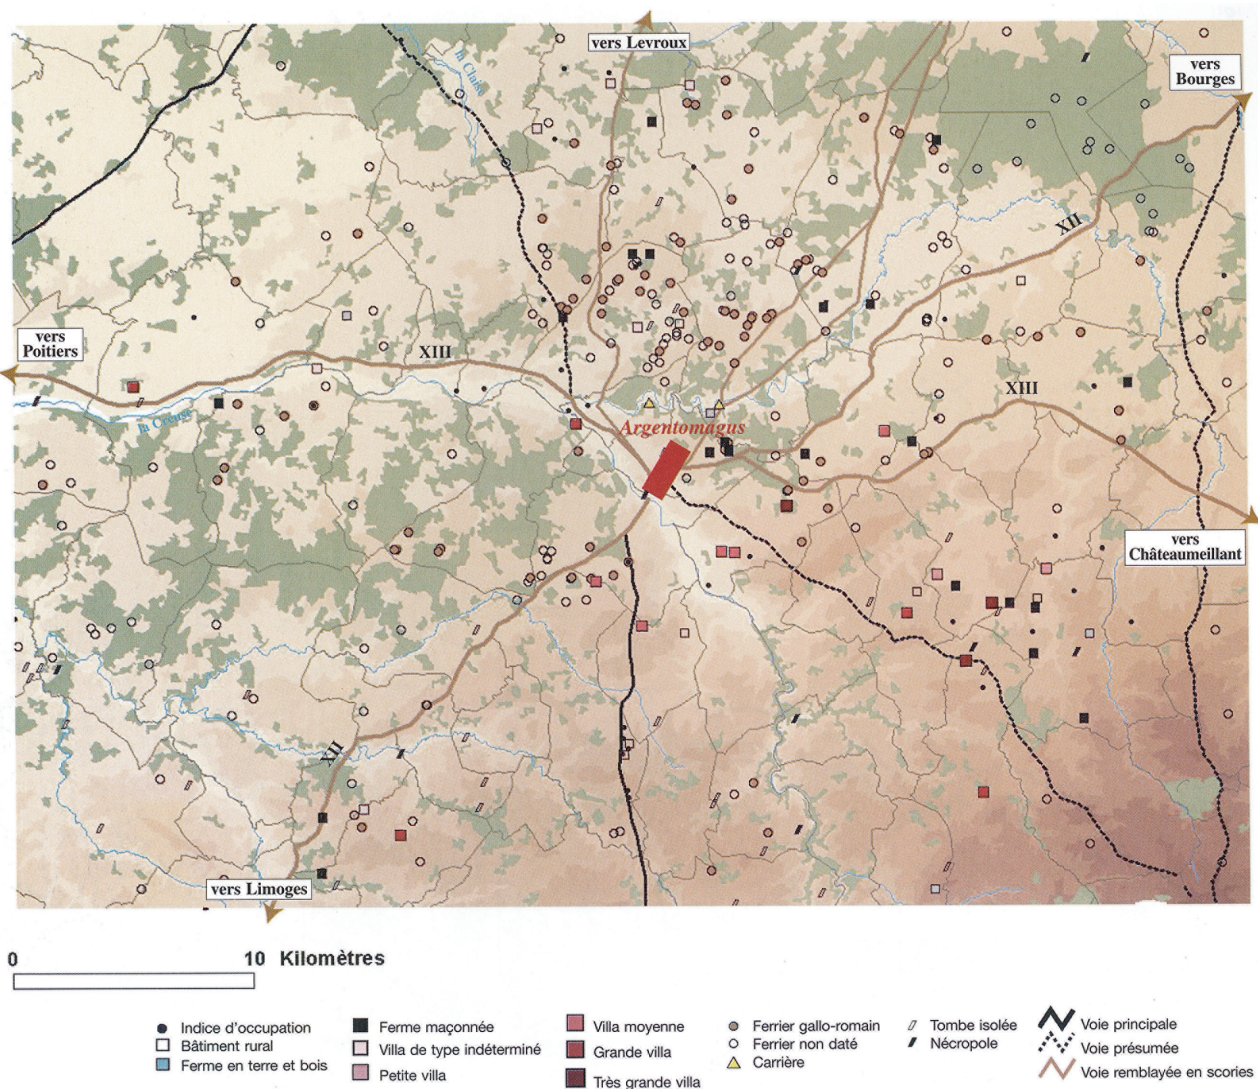 vers Levroux
la Claise
vers
Bourges
XII
vers
Poitiers
XIII
XIII
la Creuse
Argentomagus
vers
Châteaumeillant
XII
vers Limoges
0 10 Kilomètres
Indice d'occupation
Bâtiment rural
Ferme en terre et bois
Ferme maçonnée
Villa de type indéterminé
Petite villa
Villa moyenne
Grande villa
Très grande villa
Ferrier gallo-romain
Ferrier non daté
Carrière
Tombe isolée
Nécropole
Voie principale
Voie présumée
Voie remblayée en scories